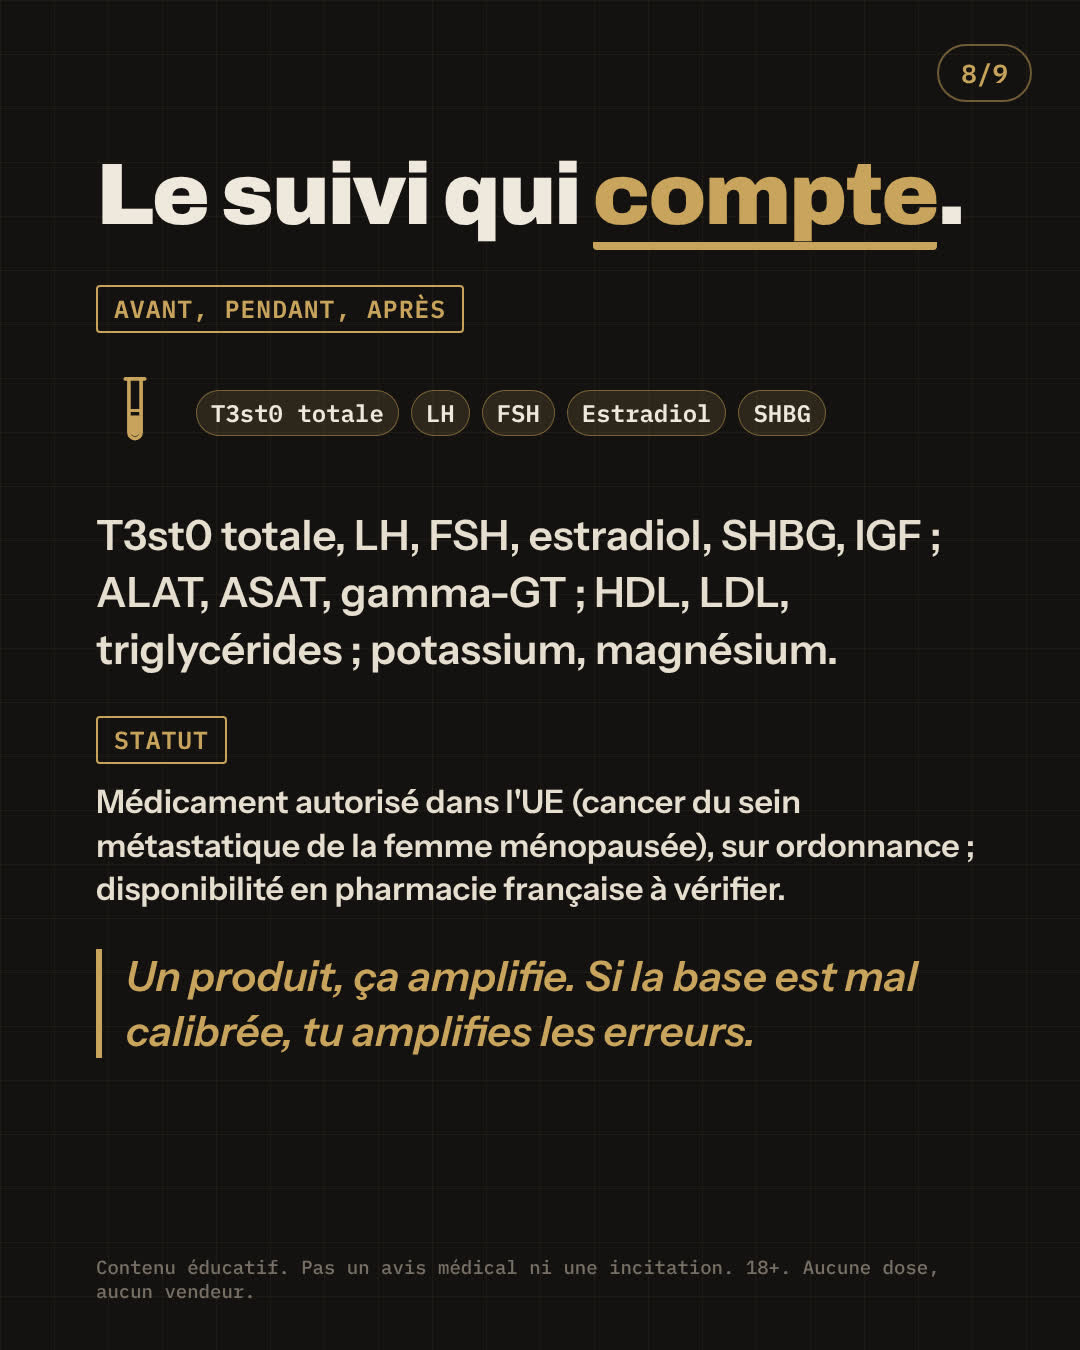 8/9
Le suivi qui compte.
AVANT, PENDANT, APRÈS
T3st0 totale LH FSH Estradiol SHBG
T3st0 totale, LH, FSH, estradiol, SHBG, IGF ;
ALAT, ASAT, gamma-GT ; HDL, LDL,
triglycérides ; potassium, magnésium.
STATUT
Médicament autorisé dans l'UE (cancer du sein
métastatique de la femme ménopausée), sur ordonnance ;
disponibilité en pharmacie française à vérifier.
Un produit, ça amplifie. Si la base est mal
calibrée, tu amplifies les erreurs.
Contenu éducatif. Pas un avis médical ni une incitation. 18+. Aucune dose,
aucun vendeur.